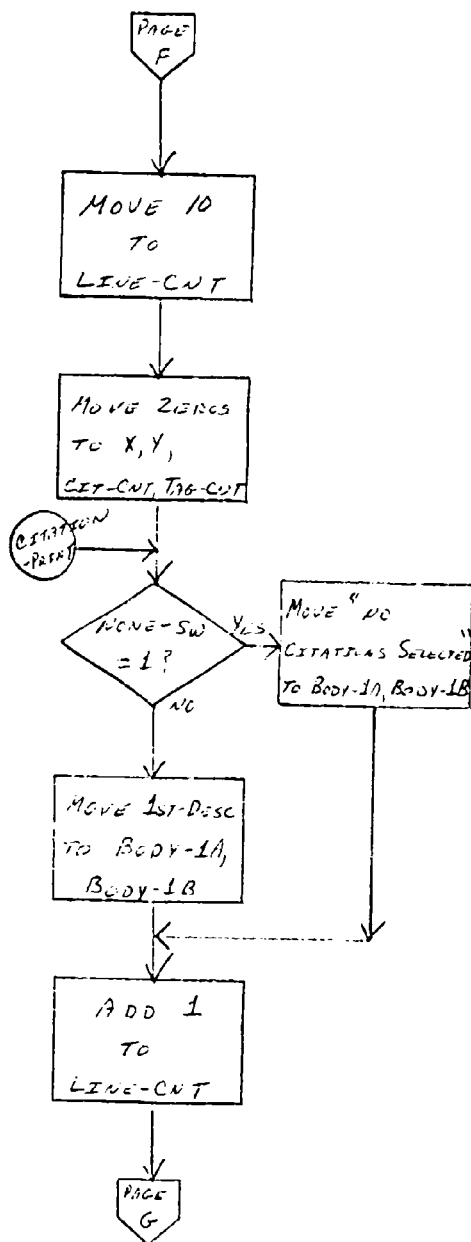 PAGE
F
MOVE 10
TO
LINE-CNT
MOVE ZEROS
TO X, Y,
CIT-CNT, TAG-CNT
CITATION
-PRINT
NONE-SW
= 1?
YES
NO
MOVE "NO
CITATIONS SELECTED"
TO BODY-1A, BODY-1B
MOVE 1ST-DESC
TO BODY-1A,
BODY-1B
ADD 1
TO
LINE-CNT
PAGE
G